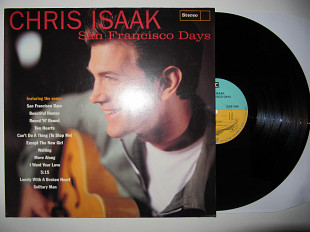 CHRIS ISAAK
Stereo
San Francisco Days
featuring the songs
San Francisco Days
Beautiful Homes
Round 'N' Round
Two Hearts
Can't Do A Thing (To Stop Me)
Except The New Girl
Waiting
Move Along
I Want Your Love
5:15
Lonely With A Broken Heart
Solitary Man